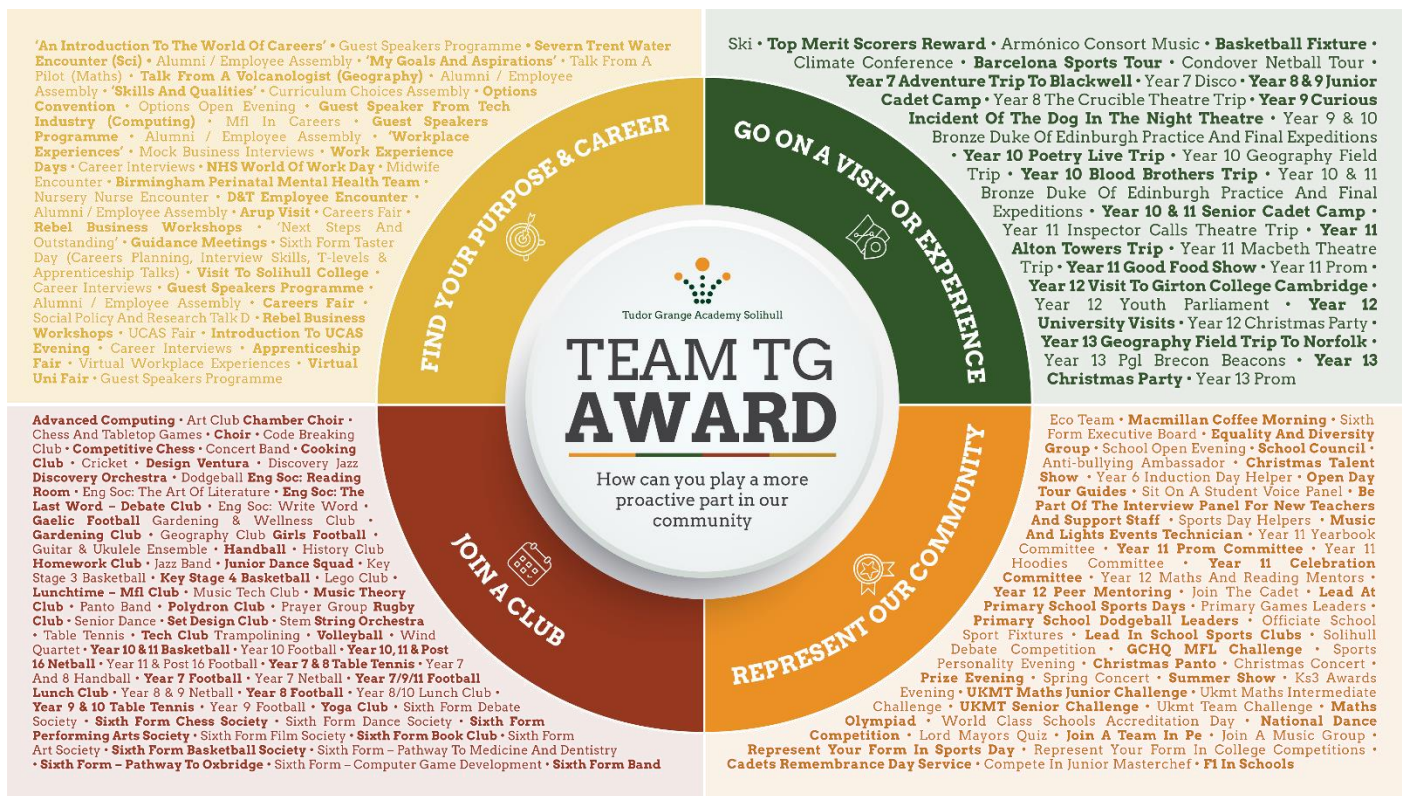 'An Introduction To The World Of Careers' • Guest Speakers Programme • Severn Trent Water
Encounter (Sci) • Alumni / Employee Assembly • 'My Goals And Aspirations' • Talk From A
Pilot (Maths) • Talk From A Volcanologist (Geography) • Alumni / Employee
Assembly • 'Skills And Qualities' • Curriculum Choices Assembly • Options
Convention • Options Open Evening • Guest Speaker From Tech
Industry (Computing) • Mfl In Careers • Guest Speakers
Programme • Alumni / Employee Assembly • 'Workplace
Experiences' • Mock Business Interviews • Work Experience
Days • Career Interviews • NHS World Of Work Day • Midwife
Encounter • Birmingham Perinatal Mental Health Team •
Nursery Nurse Encounter • D&T Employee Encounter •
Alumni / Employee Assembly • Arup Visit • Careers Fair •
Rebel Business Workshops • 'Next Steps And
Outstanding' • Guidance Meetings • Sixth Form Taster
Day (Careers Planning, Interview Skills, T-levels &
Apprenticeship Talks) • Visit To Solihull College •
Career Interviews • Guest Speakers Programme •
Alumni / Employee Assembly • Careers Fair •
Social Policy And Research Talk D • Rebel Business
Workshops • UCAS Fair • Introduction To UCAS
Evening • Career Interviews • Apprenticeship
Fair • Virtual Workplace Experiences • Virtual
Uni Fair • Guest Speakers Programme
FIND YOUR PURPOSE & CAREER
Ski • Top Merit Scorers Reward • Armónico Consort Music • Basketball Fixture •
Climate Conference • Barcelona Sports Tour • Condover Netball Tour •
Year 7 Adventure Trip To Blackwell • Year 7 Disco • Year 8 & 9 Junior
Cadet Camp • Year 8 The Crucible Theatre Trip • Year 9 Curious
Incident Of The Dog In The Night Theatre • Year 9 & 10
Bronze Duke Of Edinburgh Practice And Final Expeditions
• Year 10 Poetry Live Trip • Year 10 Geography Field
Trip • Year 10 Blood Brothers Trip • Year 10 & 11
Bronze Duke Of Edinburgh Practice And Final
Expeditions • Year 10 & 11 Senior Cadet Camp •
Year 11 Inspector Calls Theatre Trip • Year 11
Alton Towers Trip • Year 11 Macbeth Theatre
Trip • Year 11 Good Food Show • Year 11 Prom •
Year 12 Visit To Girton College Cambridge •
Year 12 Youth Parliament • Year 12
University Visits • Year 12 Christmas Party •
Year 13 Geography Field Trip To Norfolk •
Year 13 Pgl Brecon Beacons • Year 13
Christmas Party • Year 13 Prom
GO ON A VISIT OR EXPERIENCE
Tudor Grange Academy Solihull
TEAM TG
AWARD
How can you play a more
proactive part in our
community
Advanced Computing • Art Club Chamber Choir •
Chess And Tabletop Games • Choir • Code Breaking
Club • Competitive Chess • Concert Band • Cooking
Club • Cricket • Design Ventura • Discovery Jazz
Discovery Orchestra • Dodgeball Eng Soc: Reading
Room • Eng Soc: The Art Of Literature • Eng Soc: The
Last Word – Debate Club • Eng Soc: Write Word •
Gaelic Football Gardening & Wellness Club •
Gardening Club • Geography Club Girls Football •
Guitar & Ukulele Ensemble • Handball • History Club
Homework Club • Jazz Band • Junior Dance Squad • Key
Stage 3 Basketball • Key Stage 4 Basketball • Lego Club •
Lunchtime – Mfl Club • Music Tech Club • Music Theory
Club • Panto Band • Polydron Club • Prayer Group Rugby
Club • Senior Dance • Set Design Club • Stem String Orchestra
• Table Tennis • Tech Club Trampolining • Volleyball • Wind
Quartet • Year 10 & 11 Basketball • Year 10 Football • Year 10, 11 & Post
16 Netball • Year 11 & Post 16 Football • Year 7 & 8 Table Tennis • Year 7
And 8 Handball • Year 7 Football • Year 7 Netball • Year 7/9/11 Football
Lunch Club • Year 8 & 9 Netball • Year 8 Football • Year 8/10 Lunch Club •
Year 9 & 10 Table Tennis • Year 9 Football • Yoga Club • Sixth Form Debate
Society • Sixth Form Chess Society • Sixth Form Dance Society • Sixth Form
Performing Arts Society • Sixth Form Film Society • Sixth Form Book Club • Sixth Form
Art Society • Sixth Form Basketball Society • Sixth Form – Pathway To Medicine And Dentistry
• Sixth Form – Pathway To Oxbridge • Sixth Form – Computer Game Development • Sixth Form Band
JOIN A CLUB
Eco Team • Macmillan Coffee Morning • Sixth
Form Executive Board • Equality And Diversity
Group • School Open Evening • School Council •
Anti-bullying Ambassador • Christmas Talent
Show • Year 6 Induction Day Helper • Open Day
Tour Guides • Sit On A Student Voice Panel • Be
Part Of The Interview Panel For New Teachers
And Support Staff • Sports Day Helpers • Music
And Lights Events Technician • Year 11 Yearbook
Committee • Year 11 Prom Committee • Year 11
Hoodies Committee • Year 11 Celebration
Committee • Year 12 Maths And Reading Mentors •
Year 12 Peer Mentoring • Join The Cadet • Lead At
Primary School Sports Days • Primary Games Leaders •
Primary School Dodgeball Leaders • Officiate School
Sport Fixtures • Lead In School Sports Clubs • Solihull
Debate Competition • GCHQ MFL Challenge • Sports
Personality Evening • Christmas Panto • Christmas Concert •
Prize Evening • Spring Concert • Summer Show • Ks3 Awards
Evening • UKMT Maths Junior Challenge • Ukmt Maths Intermediate
Challenge • UKMT Senior Challenge • Ukmt Team Challenge • Maths
Olympiad • World Class Schools Accreditation Day • National Dance
Competition • Lord Mayors Quiz • Join A Team In Pe • Join A Music Group •
Represent Your Form In Sports Day • Represent Your Form In College Competitions •
Cadets Remembrance Day Service • Compete In Junior Masterchef • F1 In Schools
REPRESENT OUR COMMUNITY